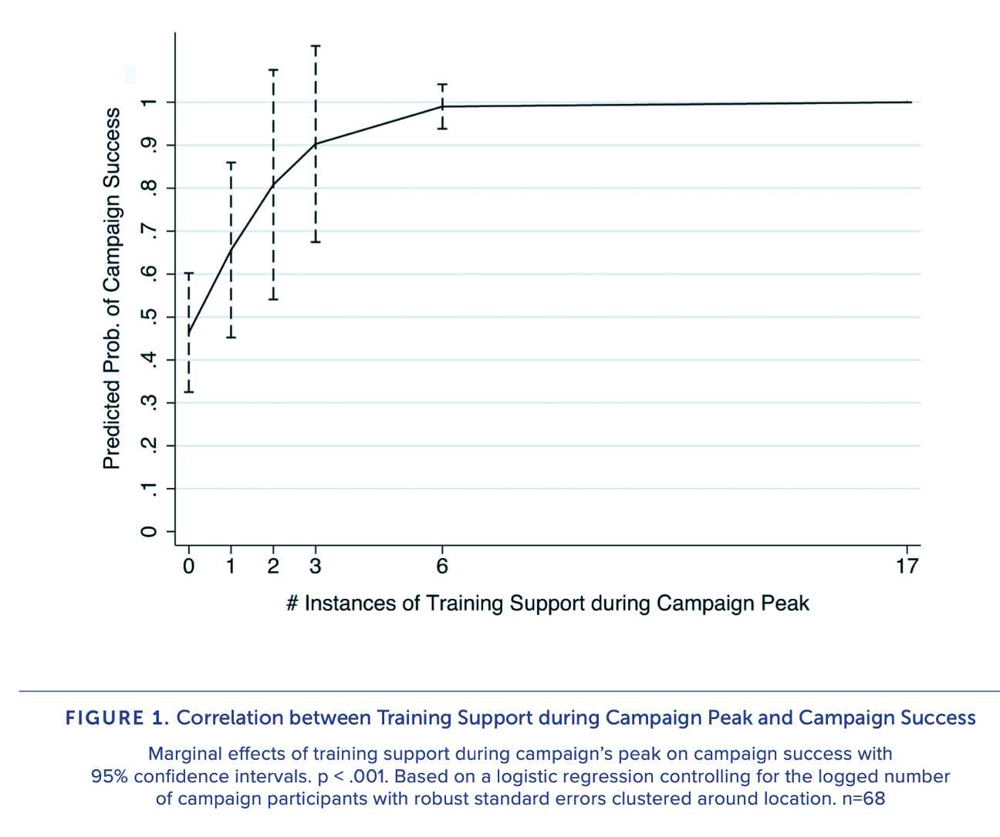 Predicted Prob. of Campaign Success
1
.9
.8
.7
.6
.5
.4
.3
.2
.1
0
0 1 2 3 6 17
# Instances of Training Support during Campaign Peak
FIGURE 1. Correlation between Training Support during Campaign Peak and Campaign Success
Marginal effects of training support during campaign’s peak on campaign success with
95% confidence intervals. p < .001. Based on a logistic regression controlling for the logged number
of campaign participants with robust standard errors clustered around location. n=68